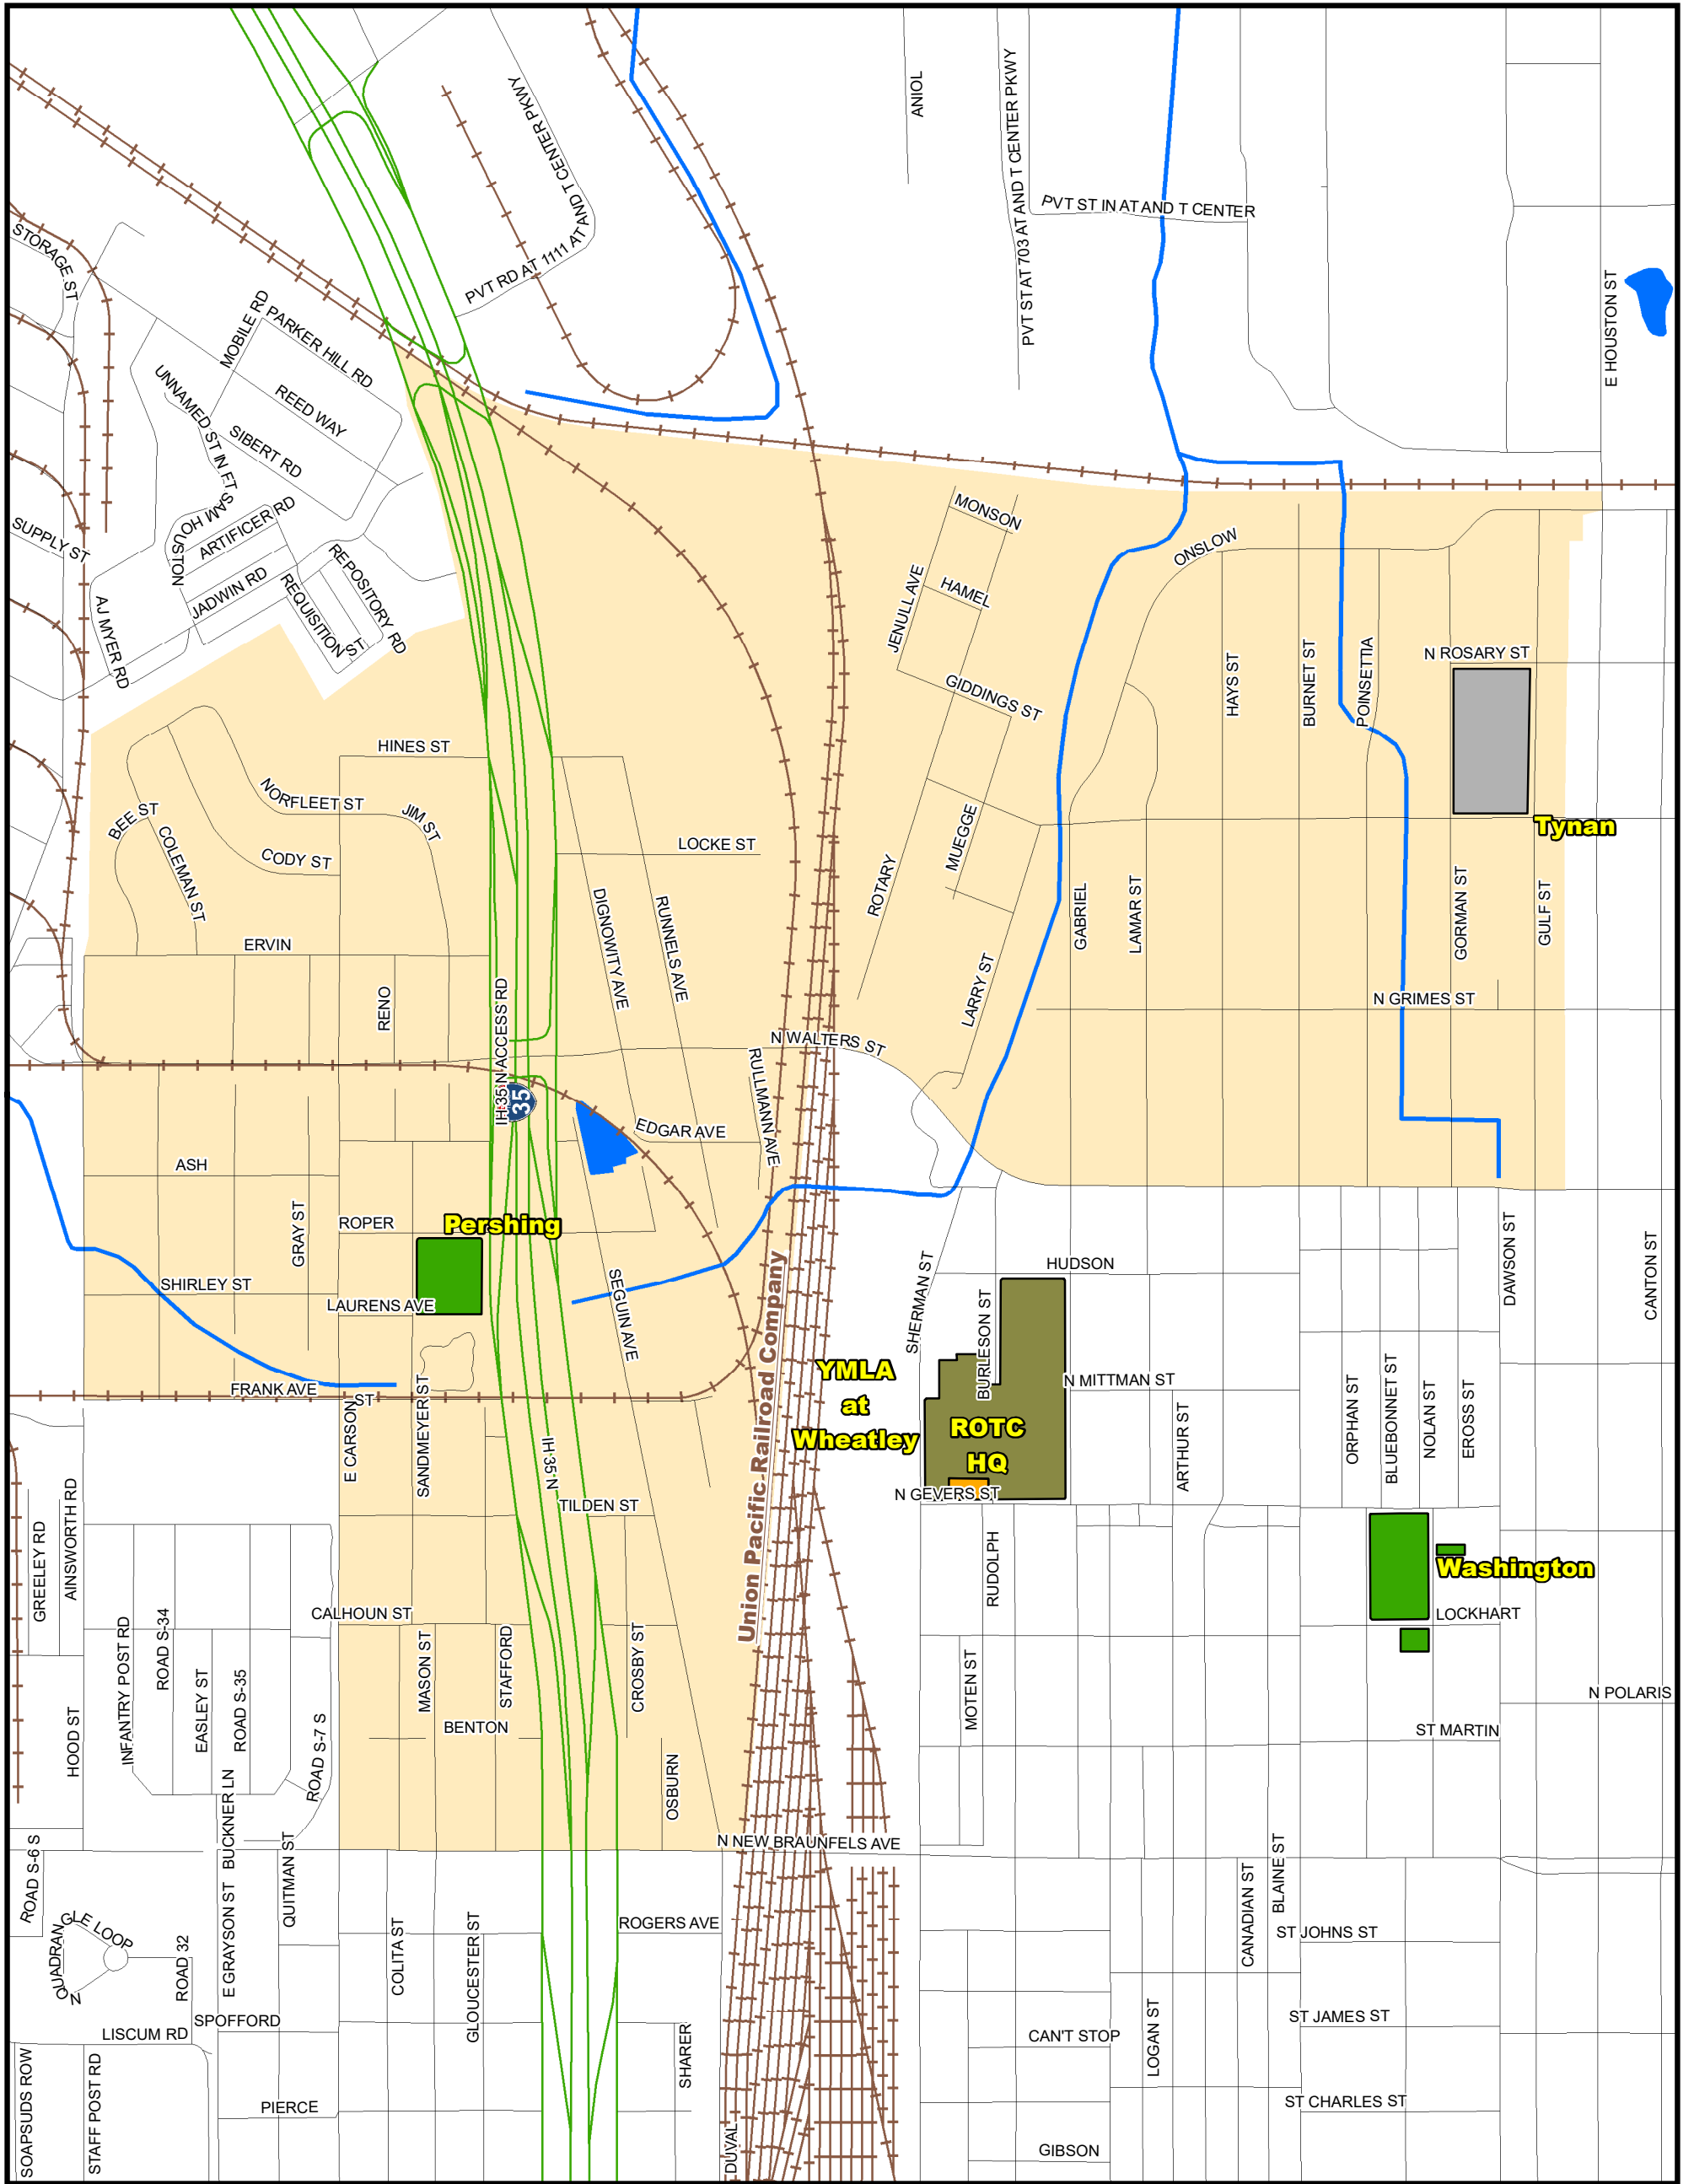 ANIOL
AND T CENTER PKWY
PVT ST AT 703 AT AND T CENTER PKWY
PVT ST IN AT AND T CENTER
PVT RD AT 1111 AT
STORAGE ST
E HOUSTON ST
MOBILE RD
PARKER HILL RD
REED WAY
UNNAMED ST IN FT SAM HOUSTON
SIBERT RD
ARTIFICER RD
SUPPLY ST
JADWIN RD
REPOSITORY RD
REQUISITION ST
AJ MYER RD
MONSON
ONSLOW
HAMEL
JENULL AVE
GIDDINGS ST
HAYS ST
BURNET ST
POINSETTIA
N ROSARY ST
HINES ST
NORFLEET ST
JIM ST
BEE ST
COLEMAN ST
CODY ST
LOCKE ST
MUEGGE
ROTARY
Tynan
DIGNOWITY AVE
RUNNELS AVE
GABRIEL
LAMAR ST
GORMAN ST
GULF ST
ERVIN
RENO
IH 35 N ACCESS RD
LARRY ST
N GRIMES ST
N WALTERS ST
35
RULLMANN AVE
EDGAR AVE
ASH
GRAY ST
ROPER
Pershing
SHIRLEY ST
LAURENS AVE
SEGUIN AVE
Union Pacific Railroad Company
SHERMAN ST
HUDSON
BURLESON ST
DAWSON ST
CANTON ST
YMLA
at
Wheatley
ROTC
HQ
N MITTMAN ST
ARTHUR ST
ORPHAN ST
BLUEBONNET ST
NOLAN ST
EROSS ST
FRANK AVE
E CARSON ST
SANDMEYER ST
IH 35 N
TILDEN ST
N GEVERS ST
GREELEY RD
AINSWORTH RD
RUDOLPH
Washington
LOCKHART
CALHOUN ST
INFANTRY POST RD
ROAD S-34
EASLEY ST
ROAD S-35
MASON ST
STAFFORD
CROSBY ST
MOTEN ST
N POLARIS
HOOD ST
ROAD S-7 S
BENTON
ST MARTIN
OSBURN
BUCKNER LN
N NEW BRAUNFELS AVE
ROAD S-6 S
QUITMAN ST
E GRAYSON ST
BLAINE ST
CANADIAN ST
N QUADRANGLE LOOP
ROAD 32
COLITA ST
GLOUCESTER ST
ROGERS AVE
ST JOHNS ST
SPOFFORD
LISCUM RD
ST JAMES ST
CAN'T STOP
LOGAN ST
SHARER
SOAPSUDS ROW
STAFF POST RD
PIERCE
ST CHARLES ST
DUVAL
GIBSON